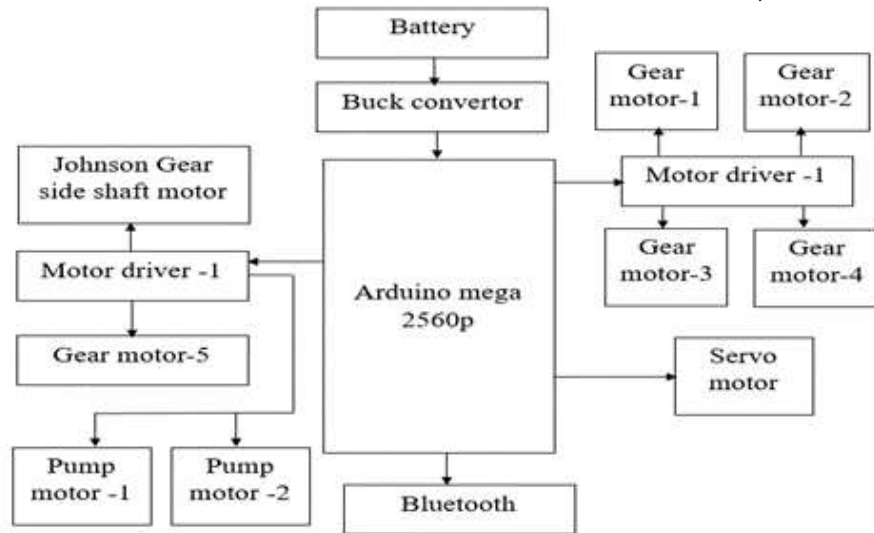 Battery
Buck convertor
Gear
motor-1
Gear
motor-2
Johnson Gear
side shaft motor
Motor driver -1
Motor driver -1
Gear
motor-3
Gear
motor-4
Arduino mega
2560p
Gear motor-5
Servo
motor
Pump
motor -1
Pump
motor -2
Bluetooth